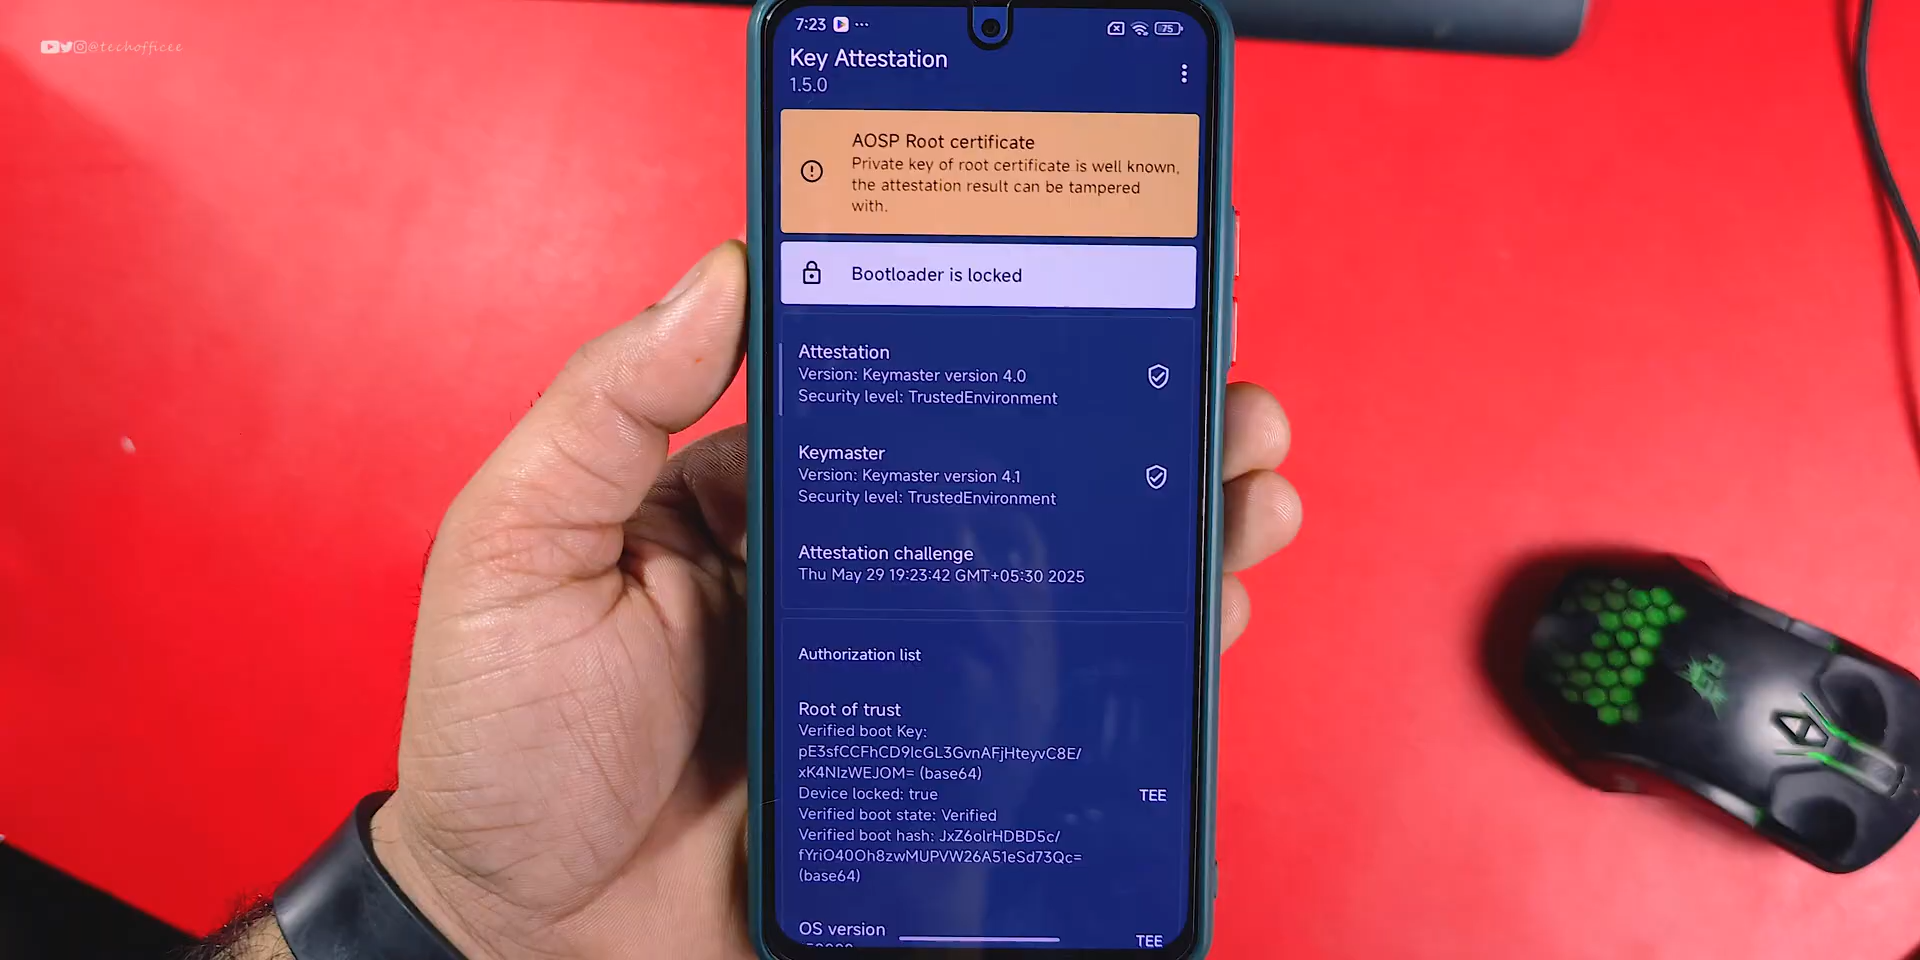 @techofficee
7:23
75
Key Attestation
1.5.0
AOSP Root certificate
Private key of root certificate is well known,
the attestation result can be tampered
with.
Bootloader is locked
Attestation
Version: Keymaster version 4.0
Security level: TrustedEnvironment
Keymaster
Version: Keymaster version 4.1
Security level: TrustedEnvironment
Attestation challenge
Thu May 29 19:23:42 GMT+05:30 2025
Authorization list
Root of trust
Verified boot Key:
pE3sfCCFhCD9IcGL3GvnAFjHteyvC8E/
xK4NIzWEJOM= (base64)
Device locked: true
TEE
Verified boot state: Verified
Verified boot hash: JxZ6olrHDBD5c/
fYriO40Oh8zwMUPVW26A51eSd73Qc=
(base64)
OS version
TEE